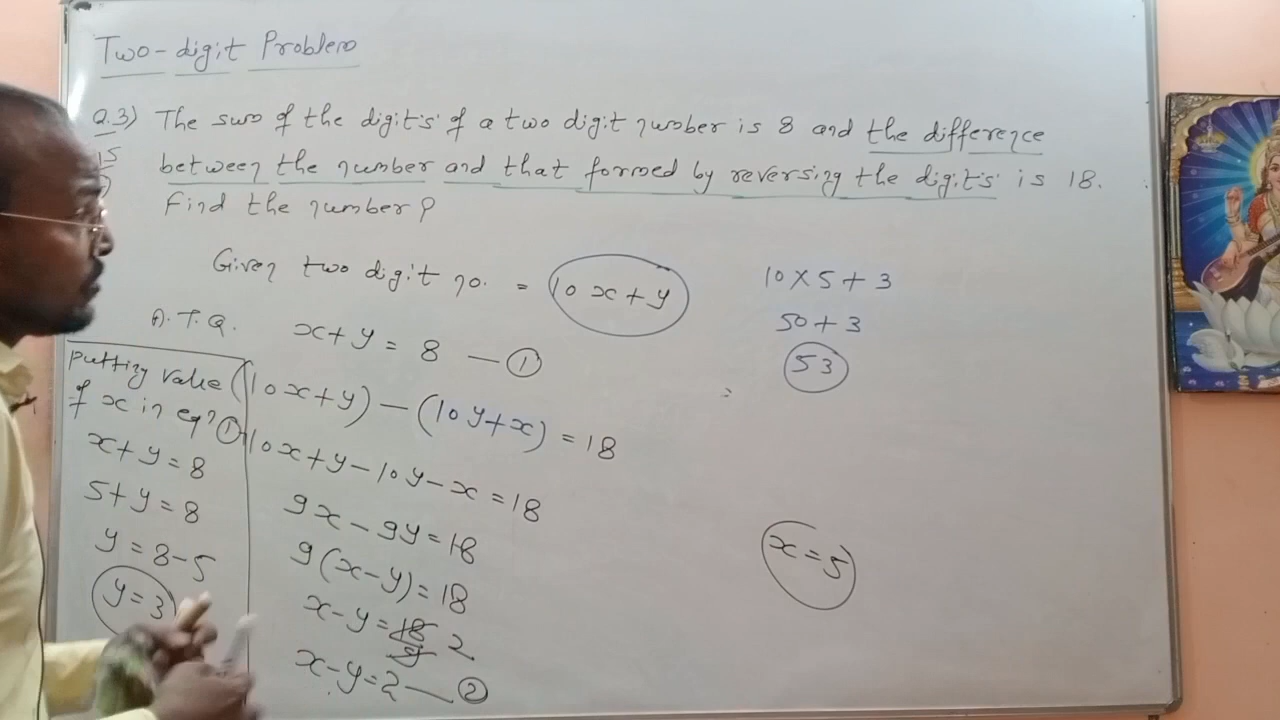 Two-digit Problem
Q.3) The sum of the digit's of a two digit number is 8 and the difference
between the number and that formed by reversing the digit's is 18.
Find the number?
Given two digit no. = 10x+y
A.T.Q. x+y = 8 — ①
(10x+y) — (10y+x) = 18
10x+y-10y-x = 18
9x-9y=18
9(x-y)=18
x-y=18/9 2
x-y=2 — ②
Putting value
of x in eqn ①
x+y=8
5+y=8
y=8-5
y=3
10×5+3
50+3
53
x=5